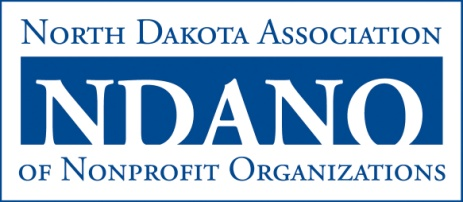 North Dakota Association
NDANO
of Nonprofit Organizations